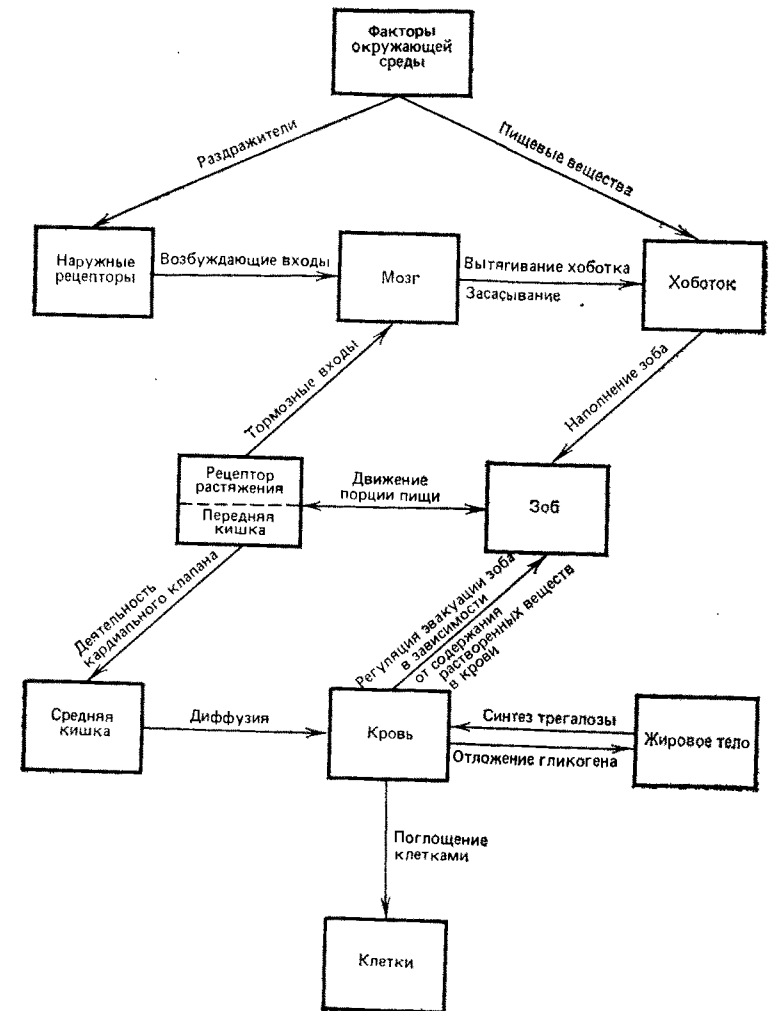 Факторы
окружающей
среды
Раздражители
Пищевые вещества
Наружные
рецепторы
Возбуждающие входы
Мозг
Вытягивание хоботка
Засасывание
Хоботок
Тормозные входы
Наполнение зоба
Рецептор
растяжения
Передняя
кишка
Движение
порции пищи
Зоб
Деятельность
кардиального клапана
Регуляция эвакуации зоба
в зависимости
от содержания
растворенных веществ
в крови
Средняя
кишка
Диффузия
Кровь
Синтез трегалозы
Отложение гликогена
Жировое тело
Поглощение
клетками
Клетки